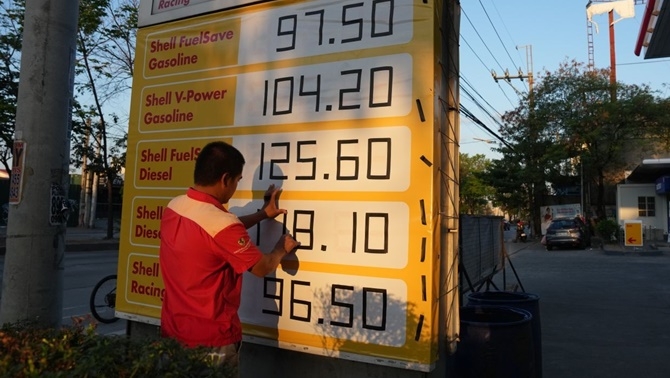 Racing
Shell FuelSave 97.50
Gasoline
Shell V-Power 104.20
Gasoline
Shell 125.60
Diesel
Shell 8.10
Diesel
Shell 96.50
Racing